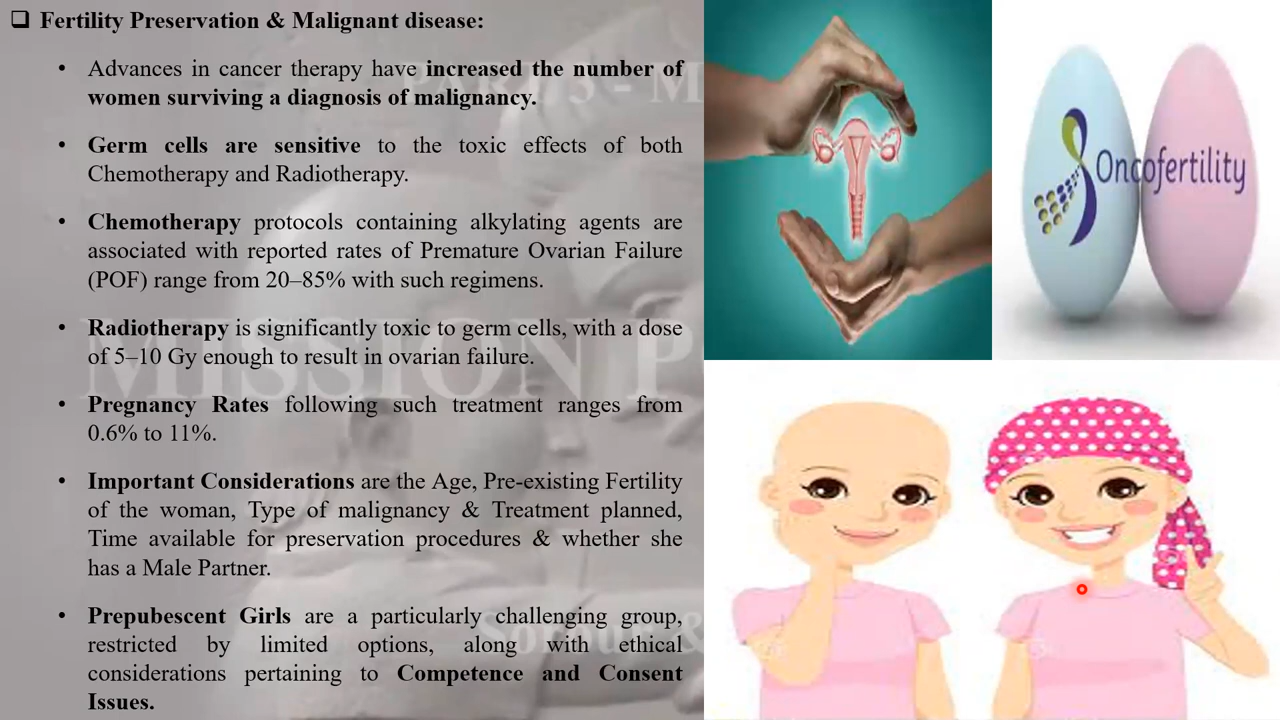 ❑ Fertility Preservation & Malignant disease:
• Advances in cancer therapy have increased the number of
women surviving a diagnosis of malignancy.
• Germ cells are sensitive to the toxic effects of both
Chemotherapy and Radiotherapy.
• Chemotherapy protocols containing alkylating agents are
associated with reported rates of Premature Ovarian Failure
(POF) range from 20–85% with such regimens.
• Radiotherapy is significantly toxic to germ cells, with a dose
of 5–10 Gy enough to result in ovarian failure.
• Pregnancy Rates following such treatment ranges from
0.6% to 11%.
• Important Considerations are the Age, Pre-existing Fertility
of the woman, Type of malignancy & Treatment planned,
Time available for preservation procedures & whether she
has a Male Partner.
• Prepubescent Girls are a particularly challenging group,
restricted by limited options, along with ethical
considerations pertaining to Competence and Consent
Issues.
Oncofertility
MISSION P